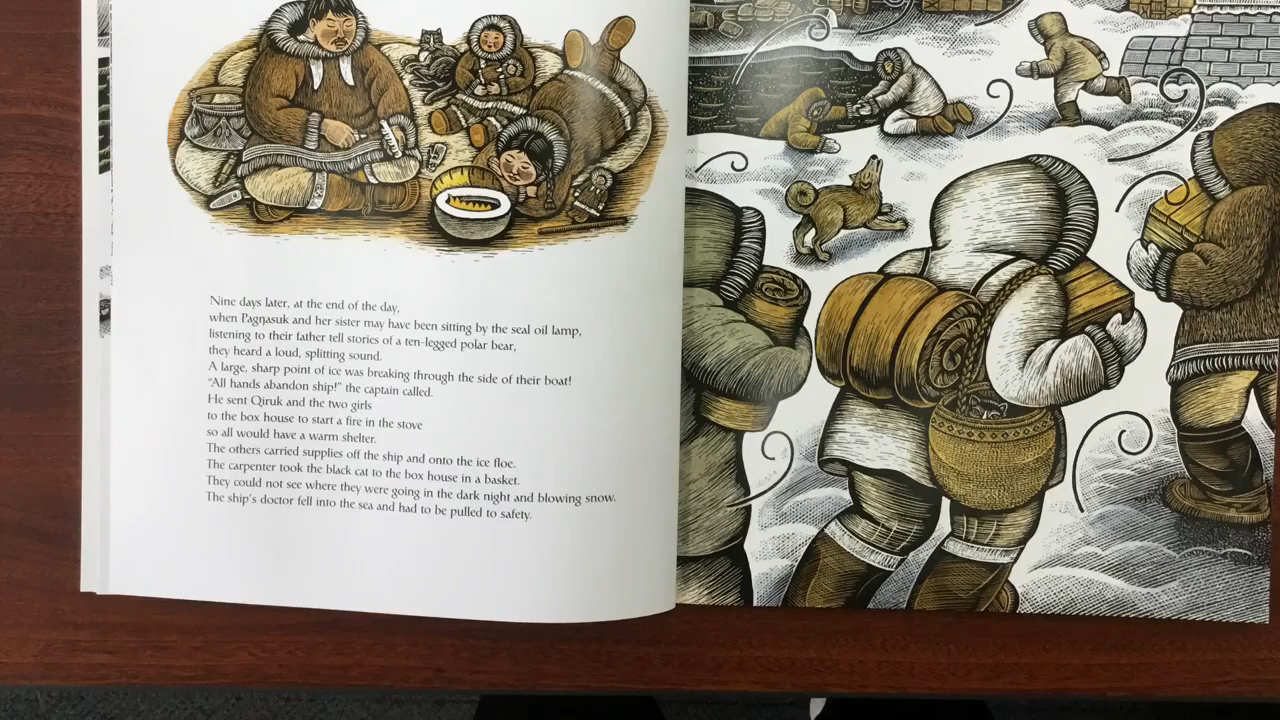 Nine days later, at the end of the day,
when Pagŋasuk and her sister may have been sitting by the seal oil lamp,
listening to their father tell stories of a ten-legged polar bear,
they heard a loud, splitting sound.
A large, sharp point of ice was breaking through the side of their boat!
“All hands abandon ship!” the captain called.
He sent Qiruk and the two girls
to the box house to start a fire in the stove
so all would have a warm shelter.
The others carried supplies off the ship and onto the ice floe.
The carpenter took the black cat to the box house in a basket.
They could not see where they were going in the dark night and blowing snow.
The ship’s doctor fell into the sea and had to be pulled to safety.